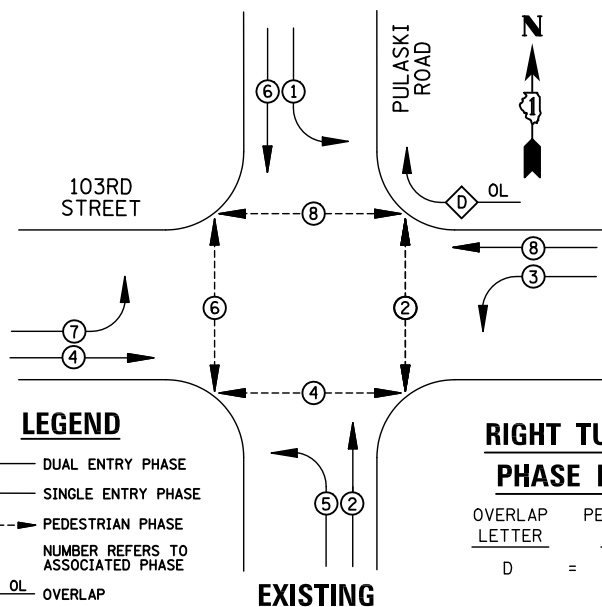 6 1
PULASKI
ROAD
N
1
103RD
STREET
D OL
8
8
3
6
2
7
4
4
5 2
LEGEND
DUAL ENTRY PHASE
SINGLE ENTRY PHASE
PEDESTRIAN PHASE
NUMBER REFERS TO
ASSOCIATED PHASE
OL OVERLAP
EXISTING
RIGHT TU
PHASE
OVERLAP PE
LETTER
D =